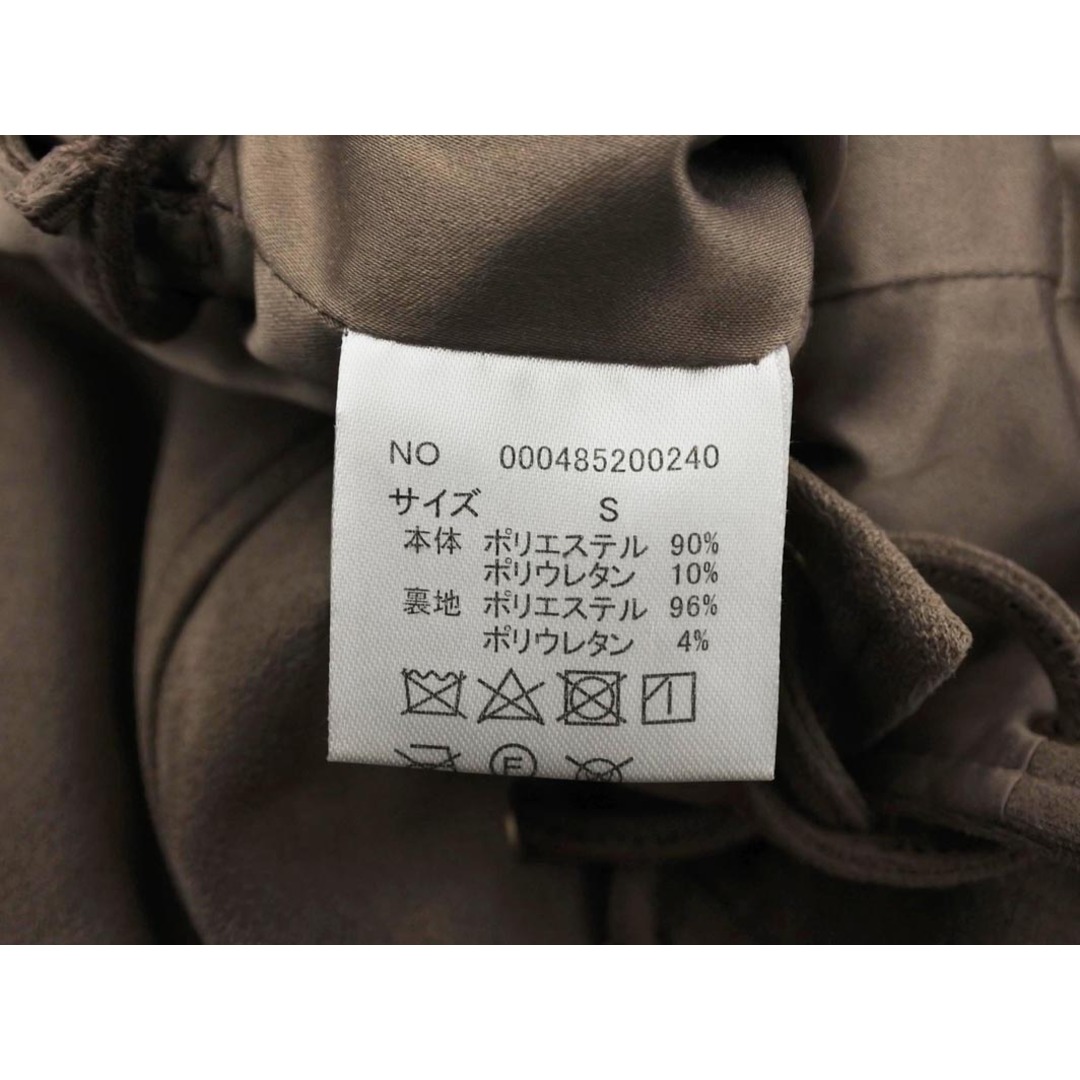 NO 000485200240
サイズ S
本体 ポリエステル 90%
ポリウレタン 10%
裏地 ポリエステル 96%
ポリウレタン 4%
F